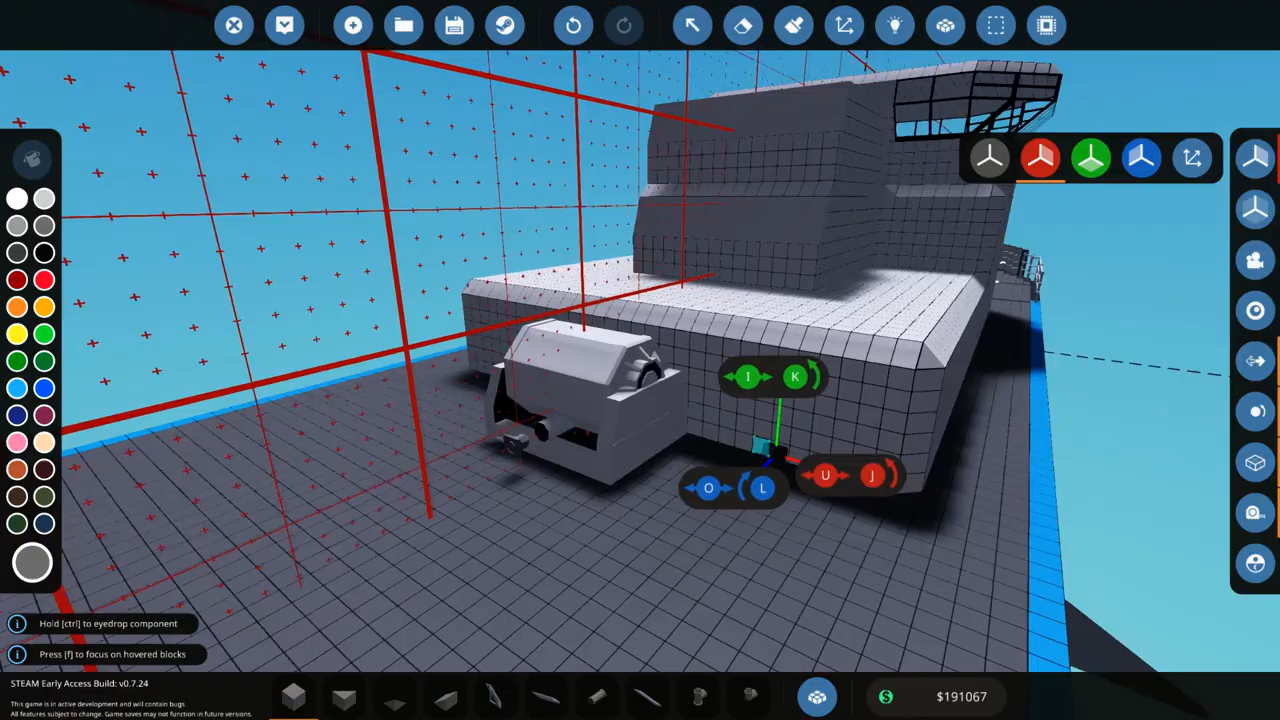 I K
O L
U J
Hold [ctrl] to eyedrop component
Press [f] to focus on hovered blocks
STEAM Early Access Build: v0.7.24
This game is in active development and will contain bugs.
All features subject to change. Game saves may not function in future versions.
$ $191067